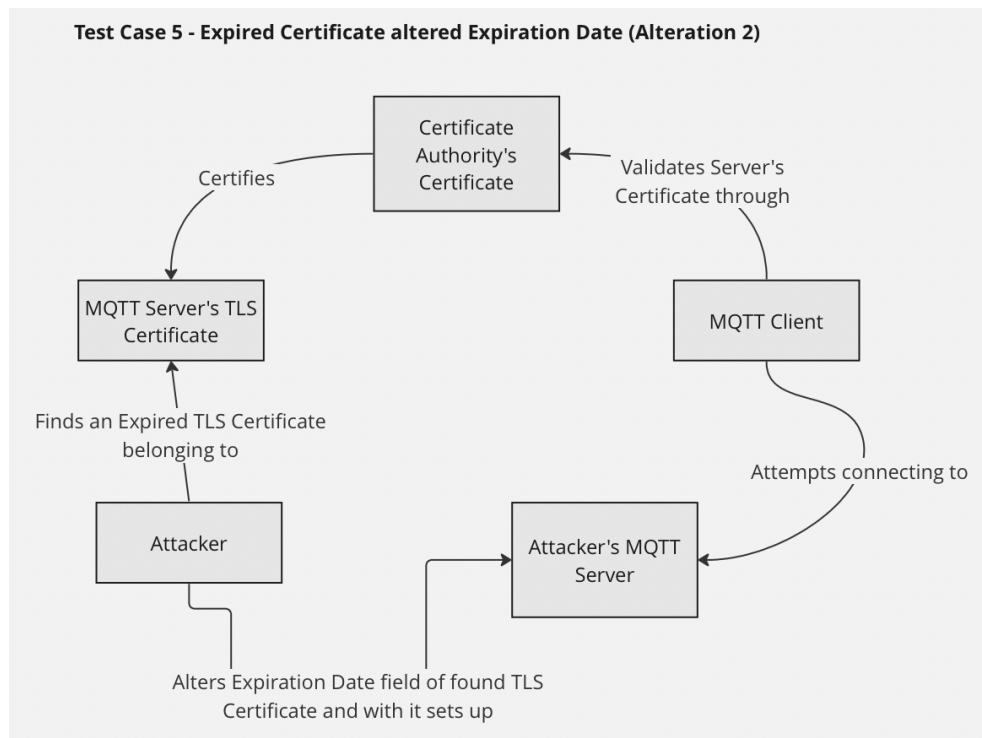 Test Case 5 - Expired Certificate altered Expiration Date (Alteration 2)
Certificate
Authority's
Certificate
Certifies
Validates Server's
Certificate through
MQTT Server's TLS
Certificate
MQTT Client
Finds an Expired TLS Certificate
belonging to
Attempts connecting to
Attacker
Attacker's MQTT
Server
Alters Expiration Date field of found TLS
Certificate and with it sets up